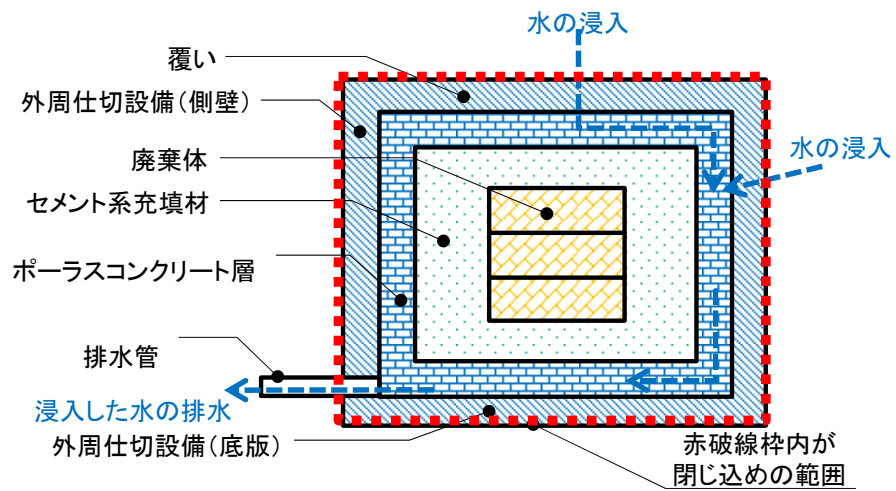 水の浸入
覆い
外周仕切設備(側壁)
廃棄体
水の浸入
セメント系充填材
ポーラスコンクリート層
排水管
浸入した水の排水
外周仕切設備(底版)
赤破線枠内が
閉じ込めの範囲